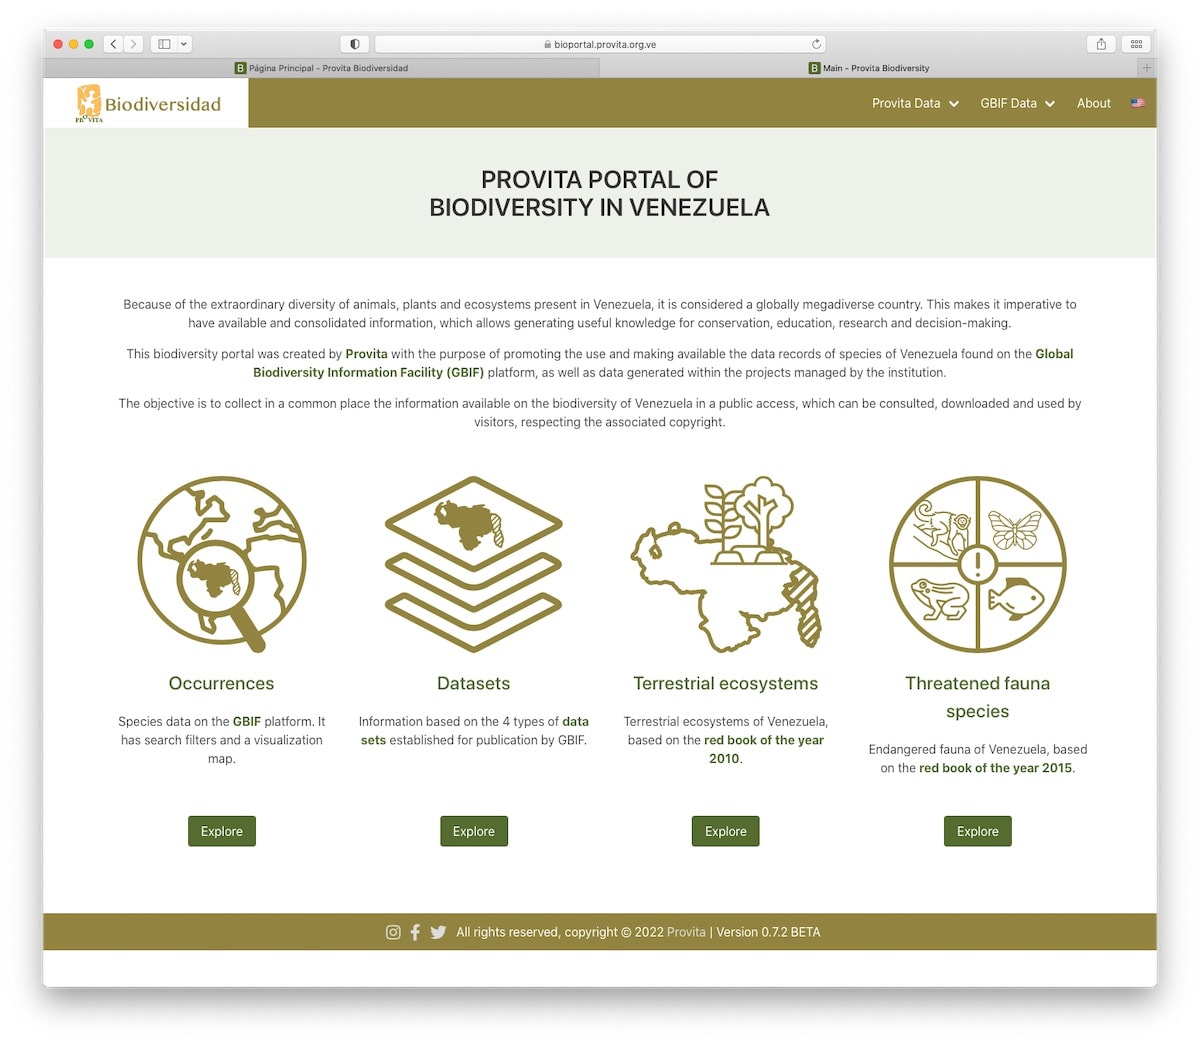 bioportal.provita.org.ve
B Página Principal - Provita Biodiversidad
B Main - Provita Biodiversity
PROVITA
Biodiversidad
Provita Data
GBIF Data
About
PROVITA PORTAL OF
BIODIVERSITY IN VENEZUELA
Because of the extraordinary diversity of animals, plants and ecosystems present in Venezuela, it is considered a globally megadiverse country. This makes it imperative to
have available and consolidated information, which allows generating useful knowledge for conservation, education, research and decision-making.
This biodiversity portal was created by Provita with the purpose of promoting the use and making available the data records of species of Venezuela found on the Global
Biodiversity Information Facility (GBIF) platform, as well as data generated within the projects managed by the institution.
The objective is to collect in a common place the information available on the biodiversity of Venezuela in a public access, which can be consulted, downloaded and used by
visitors, respecting the associated copyright.
Occurrences
Species data on the GBIF platform. It
has search filters and a visualization
map.
Explore
Datasets
Information based on the 4 types of data
sets established for publication by GBIF.
Explore
Terrestrial ecosystems
Terrestrial ecosystems of Venezuela,
based on the red book of the year
2010.
Explore
!
Threatened fauna
species
Endangered fauna of Venezuela, based
on the red book of the year 2015.
Explore
All rights reserved, copyright © 2022 Provita | Version 0.7.2 BETA